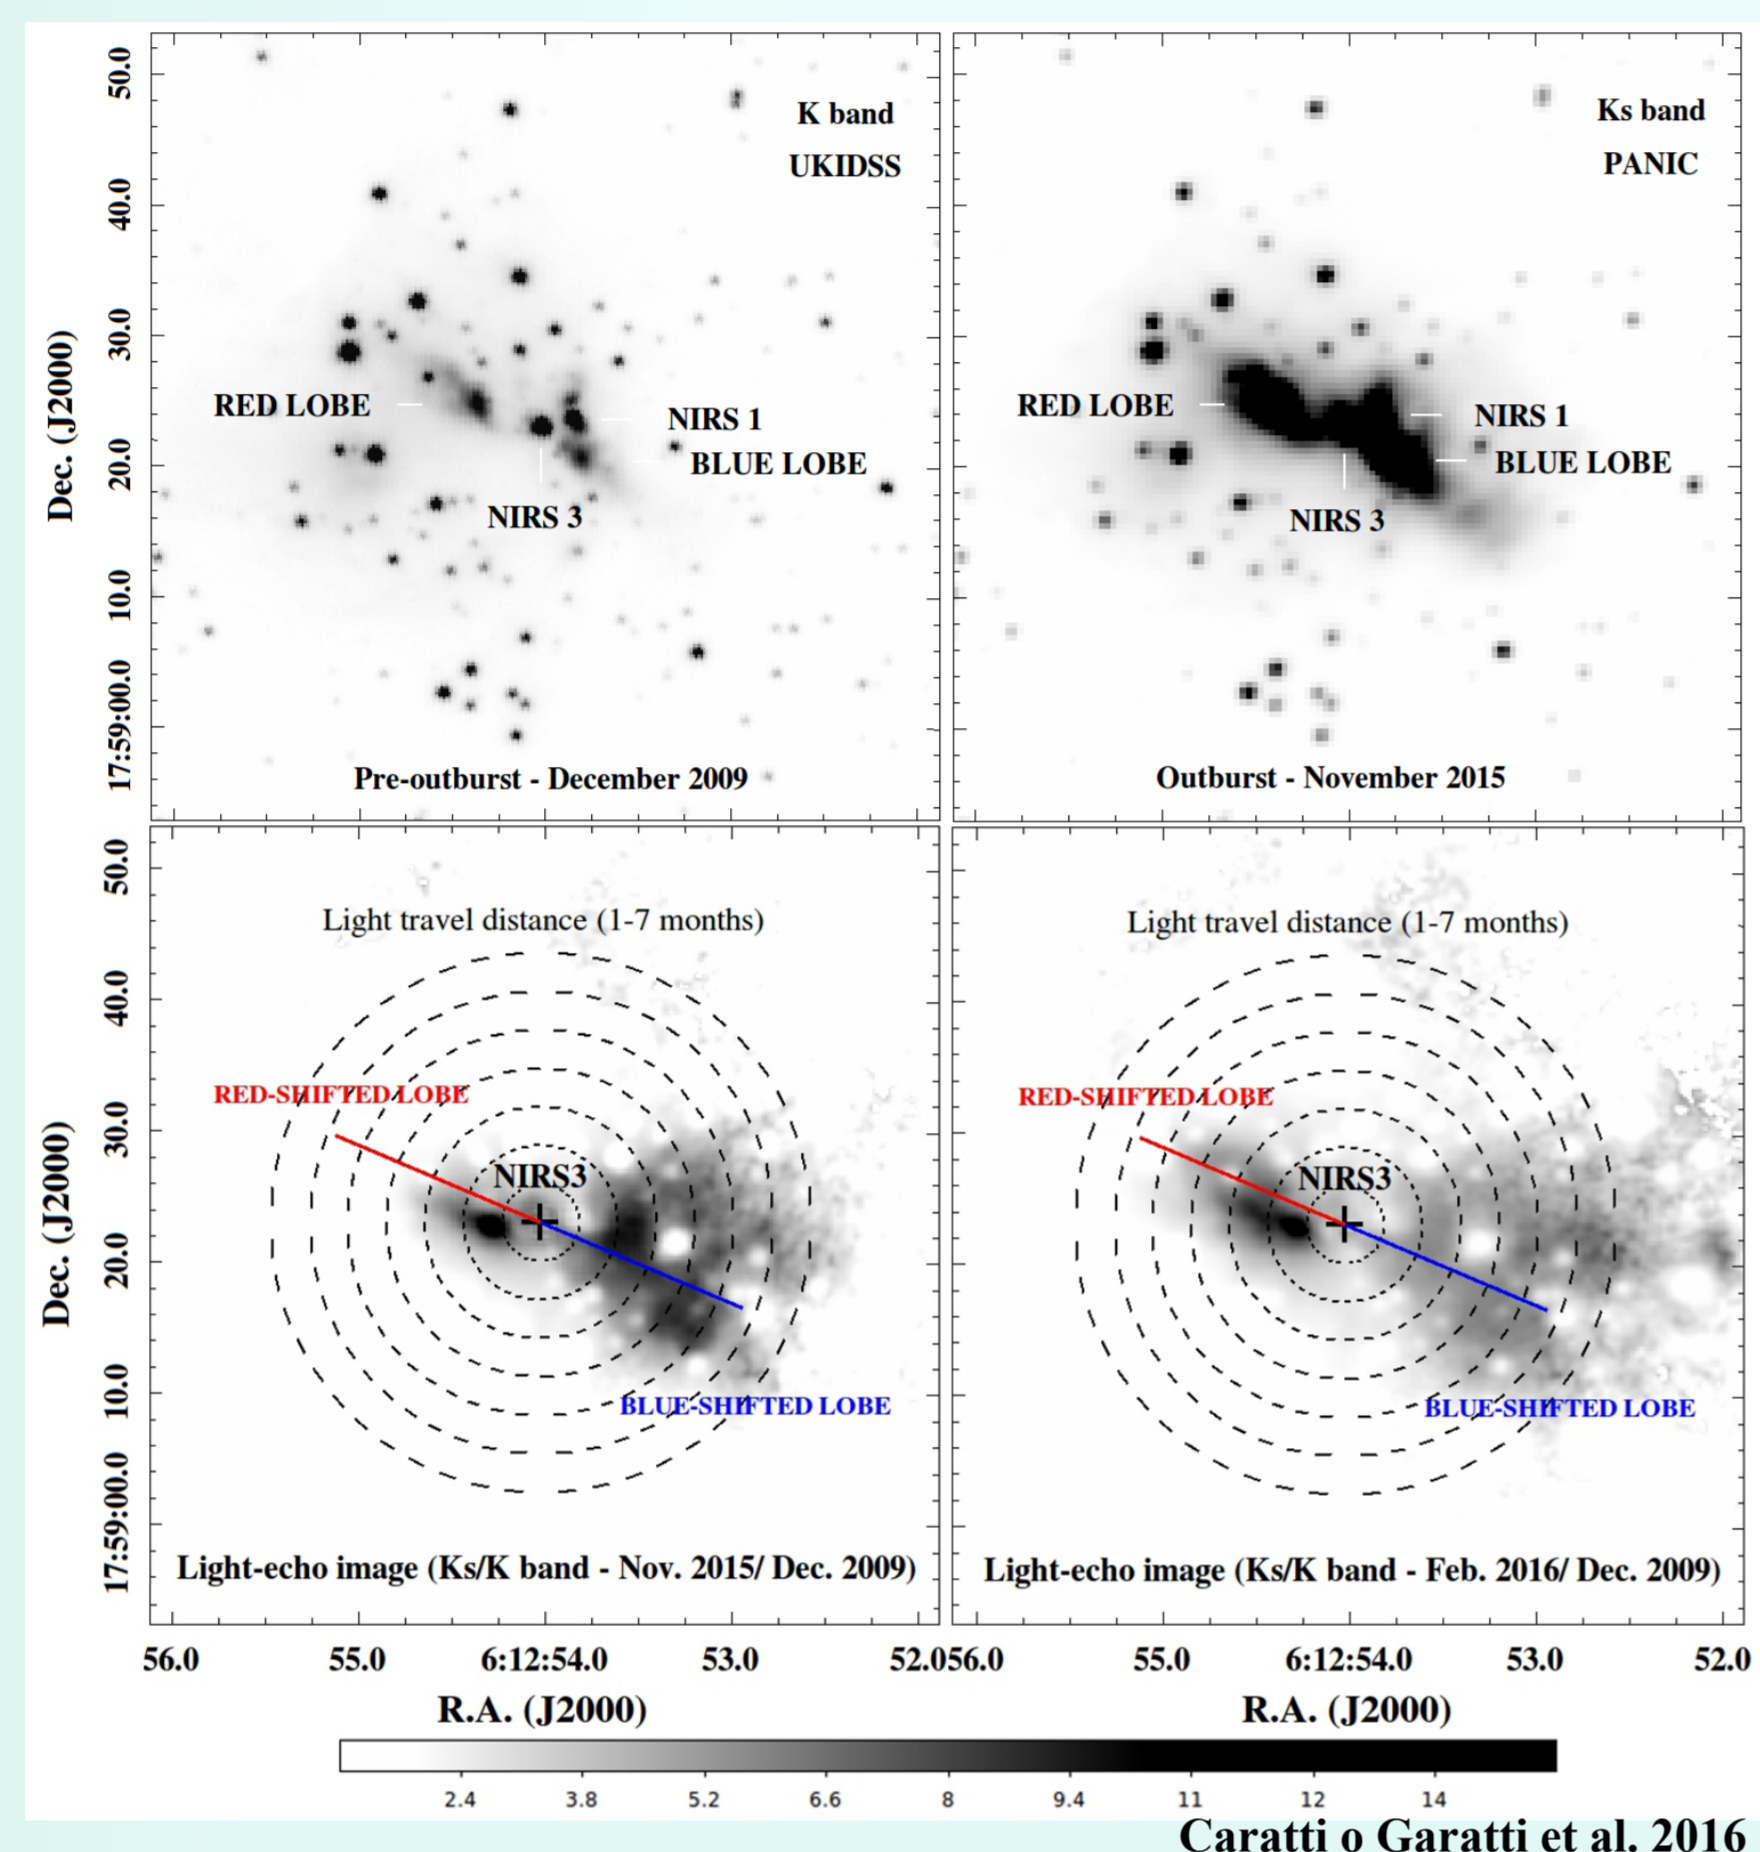 K band
UKIDSS
RED LOBE
NIRS 1
BLUE LOBE
NIRS 3
Pre-outburst - December 2009
Dec. (J2000)
50.0
40.0
30.0
20.0
10.0
17:59:00.0
Ks band
PANIC
RED LOBE
NIRS 1
BLUE LOBE
NIRS 3
Outburst - November 2015
Light travel distance (1-7 months)
RED-SHIFTED LOBE
NIRS3
BLUE-SHIFTED LOBE
Light-echo image (Ks/K band - Nov. 2015/ Dec. 2009)
Dec. (J2000)
50.0
40.0
30.0
20.0
10.0
17:59:00.0
Light travel distance (1-7 months)
RED-SHIFTED LOBE
NIRS3
BLUE-SHIFTED LOBE
Light-echo image (Ks/K band - Feb. 2016/ Dec. 2009)
56.0 55.0 6:12:54.0 53.0 52.0 56.0 55.0 6:12:54.0 53.0 52.0
R.A. (J2000) R.A. (J2000)
2.4 3.8 5.2 6.6 8 9.4 11 12 14
Caratti o Garatti et al. 2016